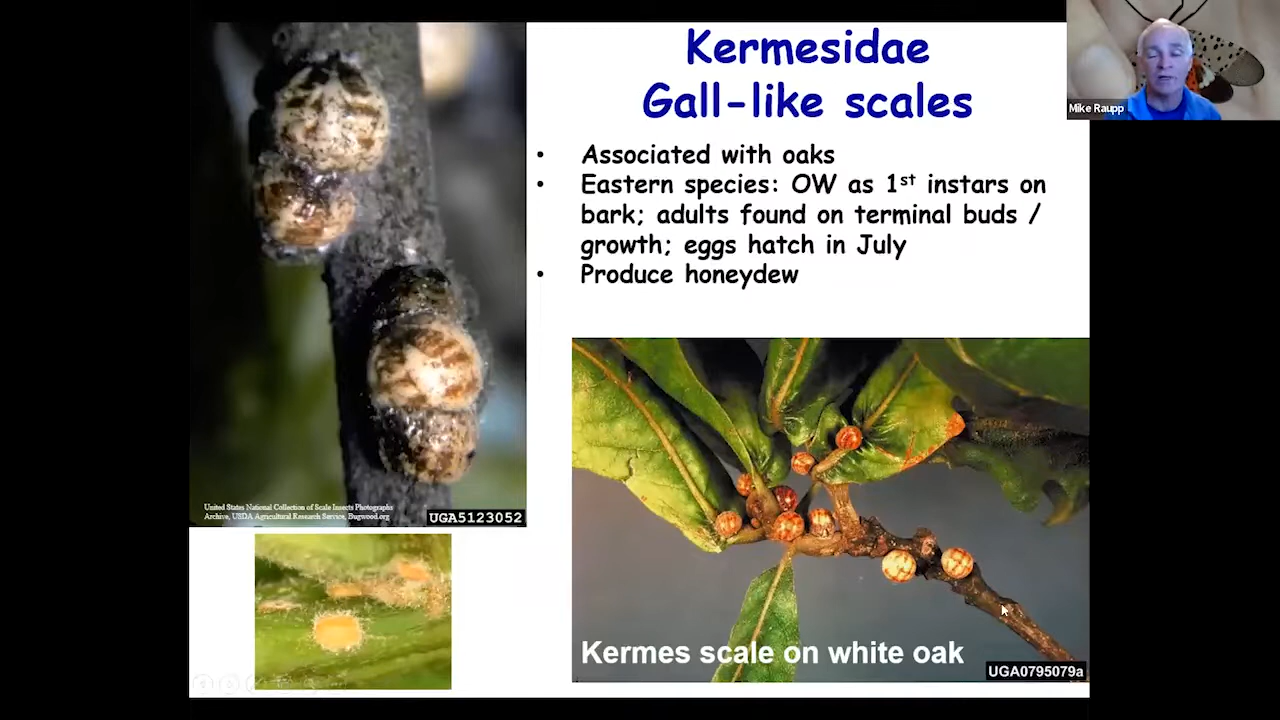 Kermesidae
Gall-like scales
Mike Raupp
• Associated with oaks
• Eastern species: OW as 1st instars on
bark; adults found on terminal buds /
growth; eggs hatch in July
• Produce honeydew
United States National Collection of Scale Insects Photographs
Archive, USDA Agricultural Research Service, Bugwood.org
UGA5123052
Kermes scale on white oak
UGA0795079a